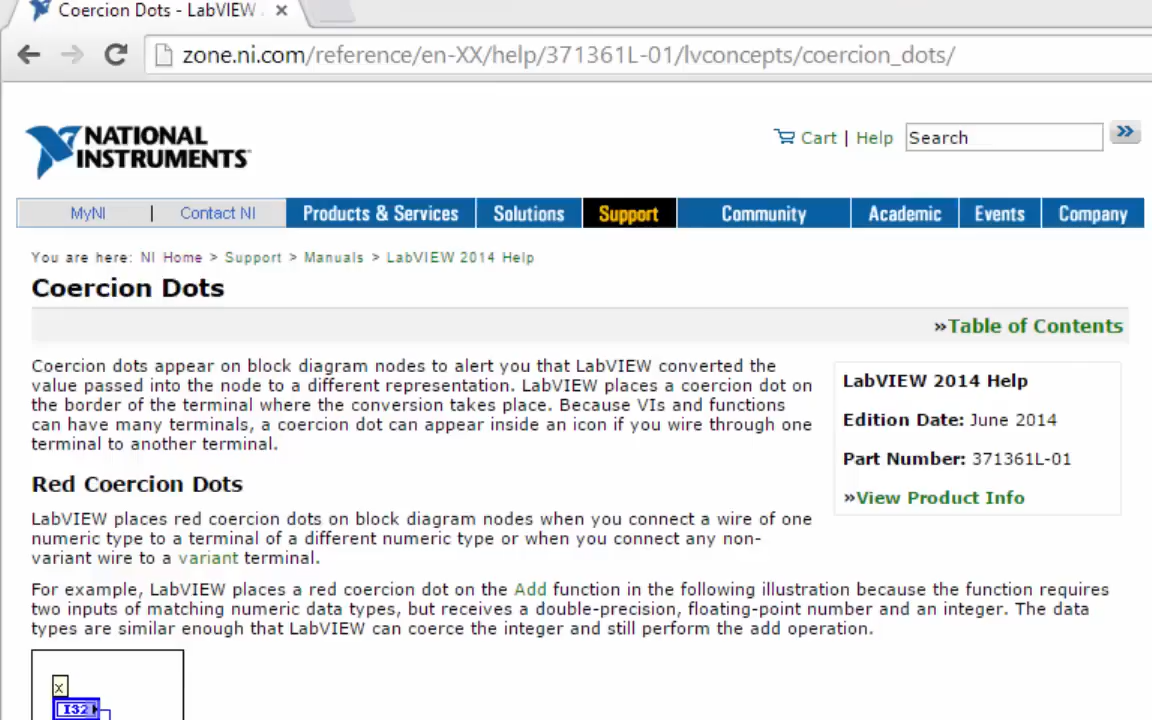 Coercion Dots - LabVIEW
zone.ni.com/reference/en-XX/help/371361L-01/lvconcepts/coercion_dots/
NATIONAL
INSTRUMENTS
Cart | Help
Search
MyNI | Contact NI
Products & Services
Solutions
Support
Community
Academic
Events
Company
You are here: NI Home > Support > Manuals > LabVIEW 2014 Help
Coercion Dots
»Table of Contents
Coercion dots appear on block diagram nodes to alert you that LabVIEW converted the
value passed into the node to a different representation. LabVIEW places a coercion dot on
the border of the terminal where the conversion takes place. Because VIs and functions
can have many terminals, a coercion dot can appear inside an icon if you wire through one
terminal to another terminal.
LabVIEW 2014 Help
Edition Date: June 2014
Part Number: 371361L-01
»View Product Info
Red Coercion Dots
LabVIEW places red coercion dots on block diagram nodes when you connect a wire of one
numeric type to a terminal of a different numeric type or when you connect any non-
variant wire to a variant terminal.
For example, LabVIEW places a red coercion dot on the Add function in the following illustration because the function requires
two inputs of matching numeric data types, but receives a double-precision, floating-point number and an integer. The data
types are similar enough that LabVIEW can coerce the integer and still perform the add operation.
x
I32